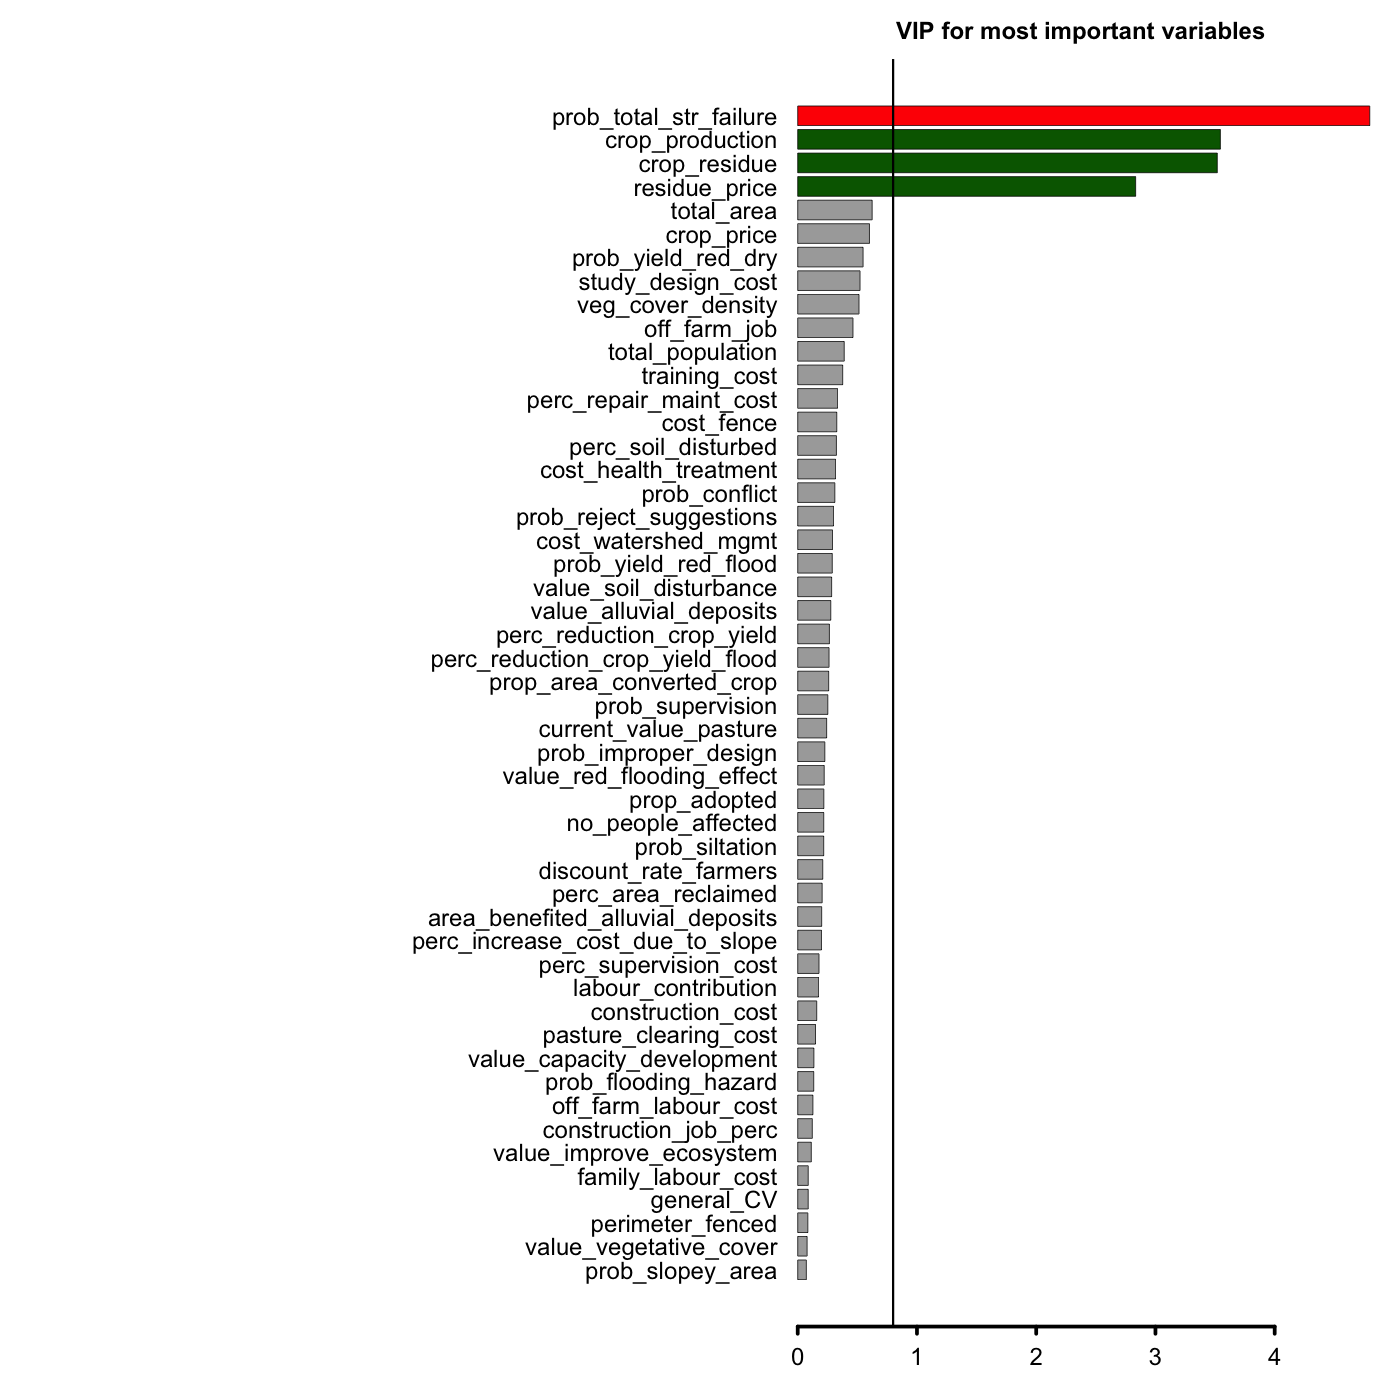 VIP for most important variables
prob_total_str_failure
crop_production
crop_residue
residue_price
total_area
crop_price
prob_yield_red_dry
study_design_cost
veg_cover_density
off_farm_job
total_population
training_cost
perc_repair_maint_cost
cost_fence
perc_soil_disturbed
cost_health_treatment
prob_conflict
prob_reject_suggestions
cost_watershed_mgmt
prob_yield_red_flood
value_soil_disturbance
value_alluvial_deposits
perc_reduction_crop_yield
perc_reduction_crop_yield_flood
prop_area_converted_crop
prob_supervision
current_value_pasture
prob_improper_design
value_red_flooding_effect
prop_adopted
no_people_affected
prob_siltation
discount_rate_farmers
perc_area_reclaimed
area_benefited_alluvial_deposits
perc_increase_cost_due_to_slope
perc_supervision_cost
labour_contribution
construction_cost
pasture_clearing_cost
value_capacity_development
prob_flooding_hazard
off_farm_labour_cost
construction_job_perc
value_improve_ecosystem
family_labour_cost
general_CV
perimeter_fenced
value_vegetative_cover
prob_slopey_area
0 1 2 3 4